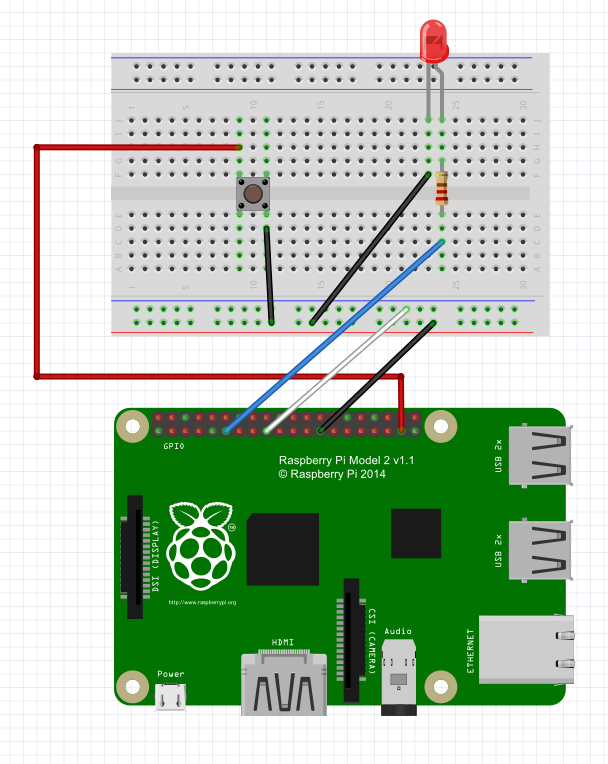 1 5 10 15 20 25 30
J J
I I
H H
G G
F F
E E
D D
C C
B B
A A
1 5 10 15 20 25 30
GPIO
Raspberry Pi Model 2 v1.1
© Raspberry Pi 2014
USB 2x
DSI (DISPLAY)
TM
USB 2x
http://www.raspberrypi.org
CSI (CAMERA)
Audio
ETHERNET
HDMI
Power